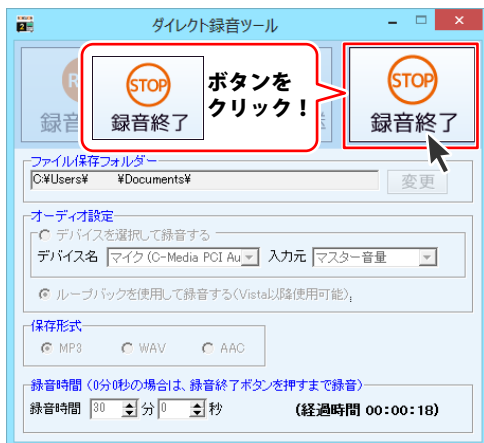 ダイレクト録音ツール
STOP
録音終了
ボタンを
クリック！
STOP
録音終了
R
録音
ファイル保存フォルダー
C:¥Users¥ ¥Documents¥
変更
オーディオ設定
デバイスを選択して録音する
デバイス名 マイク (C-Media PCI Au 入力元 マスター音量
ループバックを使用して録音する(Vista以降使用可能)。
保存形式
MP3 WAV AAC
録音時間 (0分0秒の場合は、録音終了ボタンを押すまで録音)
録音時間 30 分 0 秒 (経過時間 00:00:18)